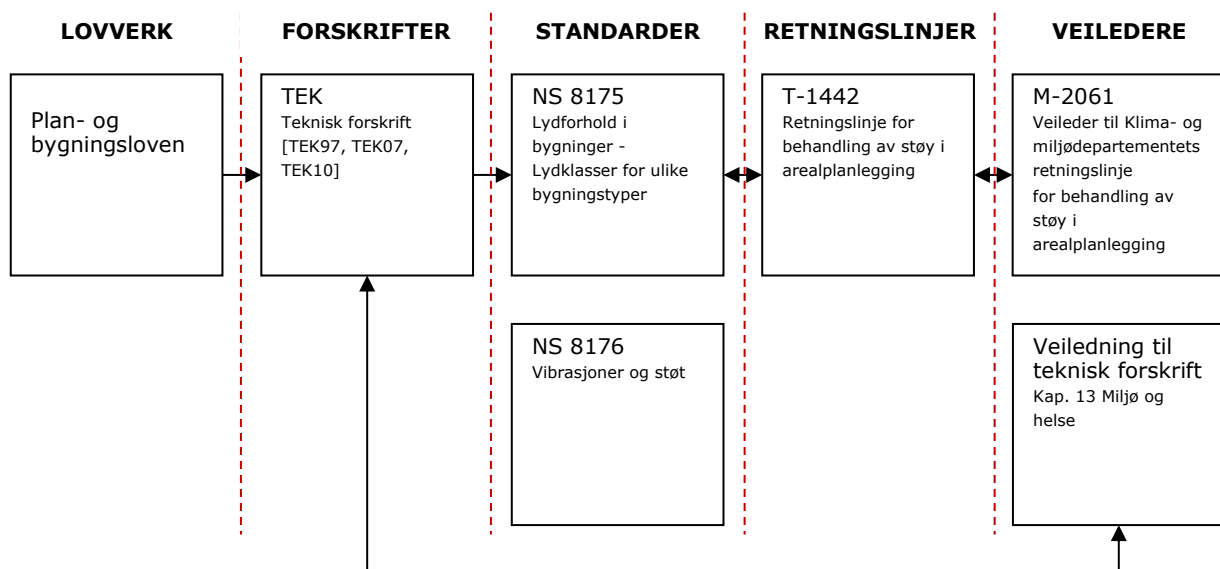 LOVVERK
FORSKRIFTER
STANDARDER
RETNINGSLINJER
VEILEDERE
Plan- og
bygningsloven
TEK
Teknisk forskrift
[TEK97, TEK07,
TEK10]
NS 8175
Lydforhold i
bygninger -
Lydklasser for ulike
bygningstyper
T-1442
Retningslinje for
behandling av støy i
arealplanlegging
M-2061
Veileder til Klima- og
miljødepartementets
retningslinje
for behandling av
støy i
arealplanlegging
NS 8176
Vibrasjoner og støt
Veiledning til
teknisk forskrift
Kap. 13 Miljø og
helse